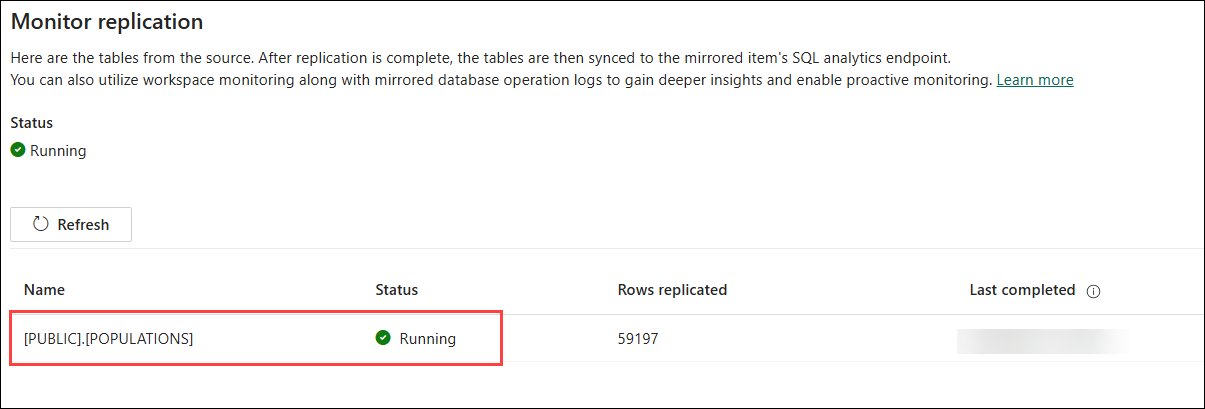 Monitor replication
Here are the tables from the source. After replication is complete, the tables are then synced to the mirrored item's SQL analytics endpoint.
You can also utilize workspace monitoring along with mirrored database operation logs to gain deeper insights and enable proactive monitoring. Learn more
Status
Running
Refresh
Name Status Rows replicated Last completed
[PUBLIC].[POPULATIONS] Running 59197